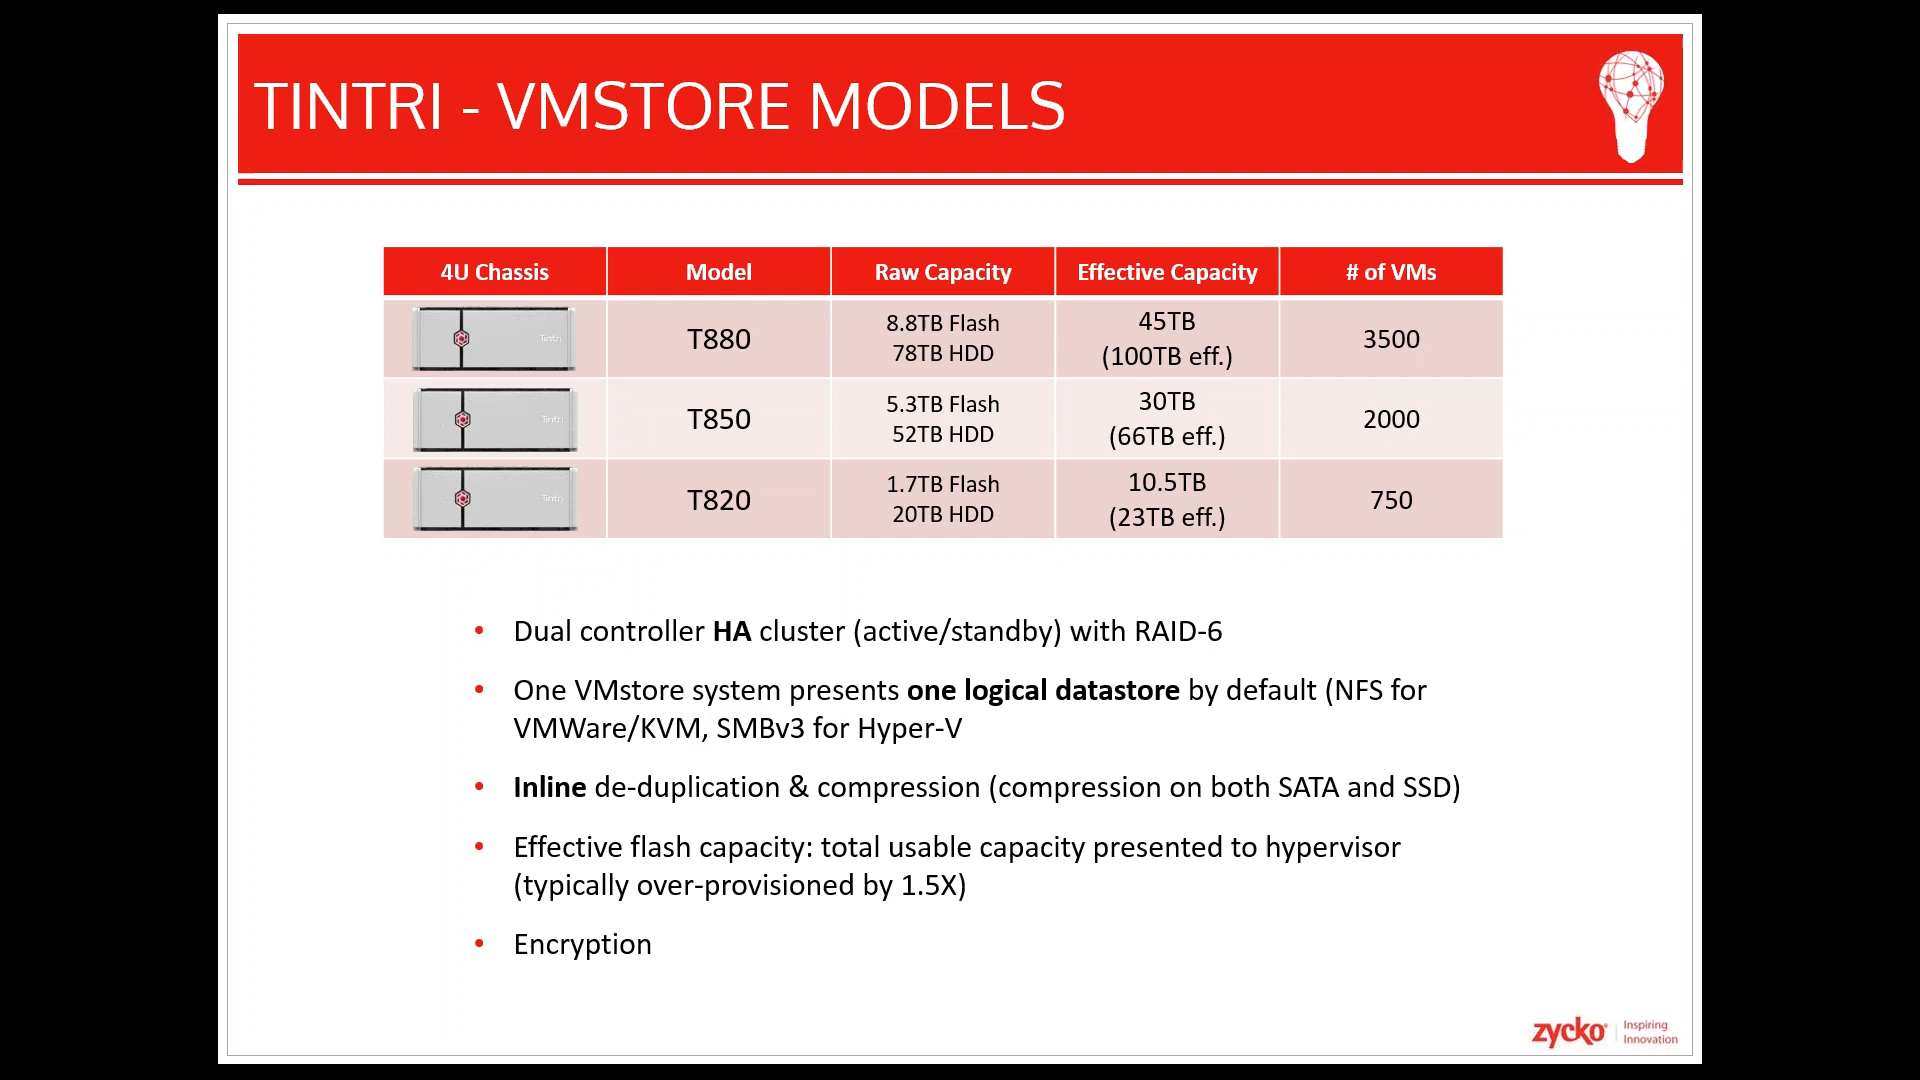 TINTRI - VMSTORE MODELS
4U Chassis Model Raw Capacity Effective Capacity # of VMs
Tintri T880 8.8TB Flash 78TB HDD 45TB (100TB eff.) 3500
Tintri T850 5.3TB Flash 52TB HDD 30TB (66TB eff.) 2000
Tintri T820 1.7TB Flash 20TB HDD 10.5TB (23TB eff.) 750
• Dual controller HA cluster (active/standby) with RAID-6
• One VMstore system presents one logical datastore by default (NFS for
VMWare/KVM, SMBv3 for Hyper-V
• Inline de-duplication & compression (compression on both SATA and SSD)
• Effective flash capacity: total usable capacity presented to hypervisor
(typically over-provisioned by 1.5X)
• Encryption
zycko Inspiring
Innovation